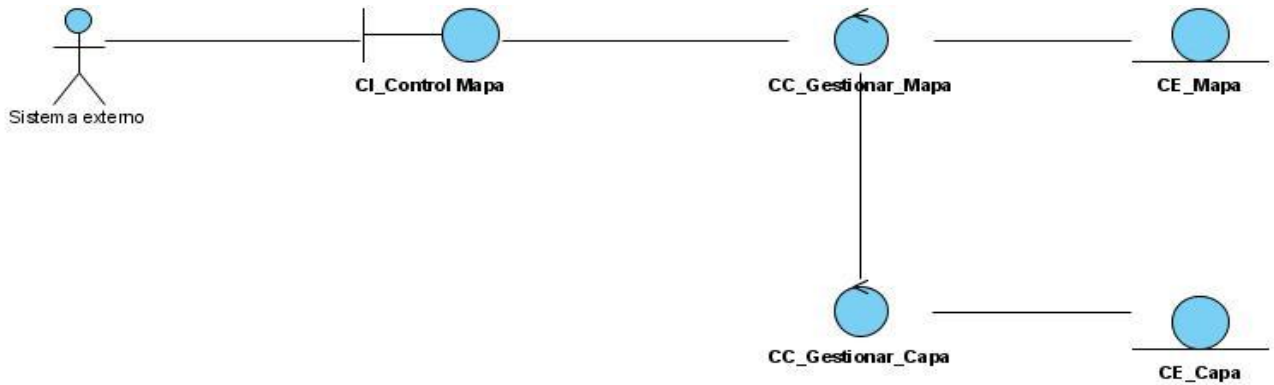 CI_Control Mapa
CC_Gestionar_Mapa
CE_Mapa
Sistema externo
CC_Gestionar_Capa
CE_Capa